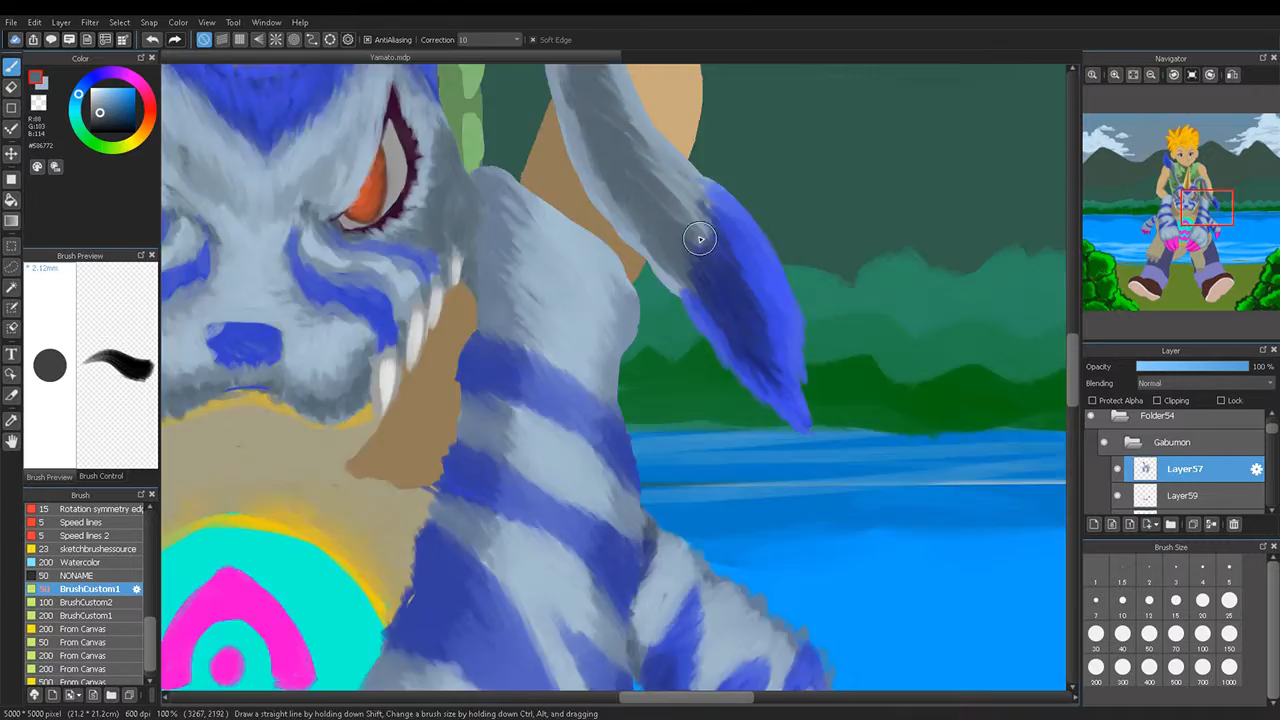 File Edit Layer Filter Select Snap Color View Tool Window Help
AntiAliasing Correction 10 Soft Edge
Color
Yamato.mdp
Navigator
R:88
G:103
B:114
#586772
Brush Preview
* 2.12mm
Brush Preview Brush Control
Brush
15 Rotation symmetry edg
5 Speed lines
5 Speed lines 2
23 sketchbrushessource
200 Watercolor
50 NONAME
50 BrushCustom1
100 BrushCustom2
200 BrushCustom1
200 From Canvas
50 From Canvas
200 From Canvas
200 From Canvas
500 From Canvas
Layer
Opacity 100 %
Blending Normal
Protect Alpha Clipping Lock
Folder54
Gabumon
Layer57
Layer59
Brush Size
1 1.5 2 3 4 5
7 10 12 15 20 25
30 40 50 70 100 150
200 300 400 500 700 1000
5000 * 5000 pixel (21.2 * 21.2cm) 600 dpi 100 % ( 3267, 2192 ) Draw a straight line by holding down Shift, Change a brush size by holding down Ctrl, Alt, and dragging